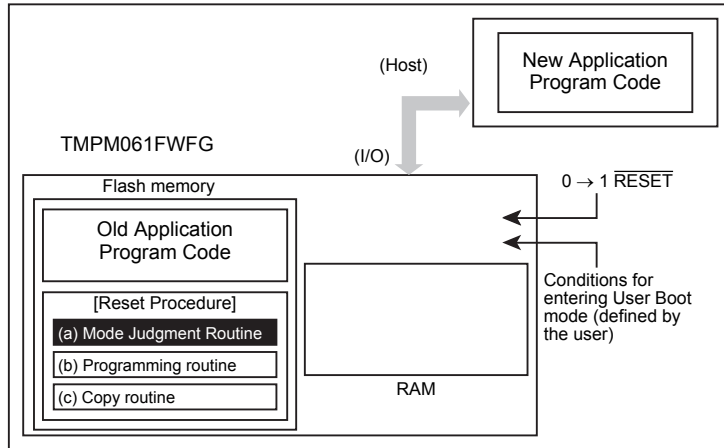 New Application
Program Code
(Host)
TMPM061FWFG
(I/O)
0 → 1 RESET
Flash memory
Old Application
Program Code
[Reset Procedure]
(a) Mode Judgment Routine
(b) Programming routine
(c) Copy routine
RAM
Conditions for
entering User Boot
mode (defined by
the user)